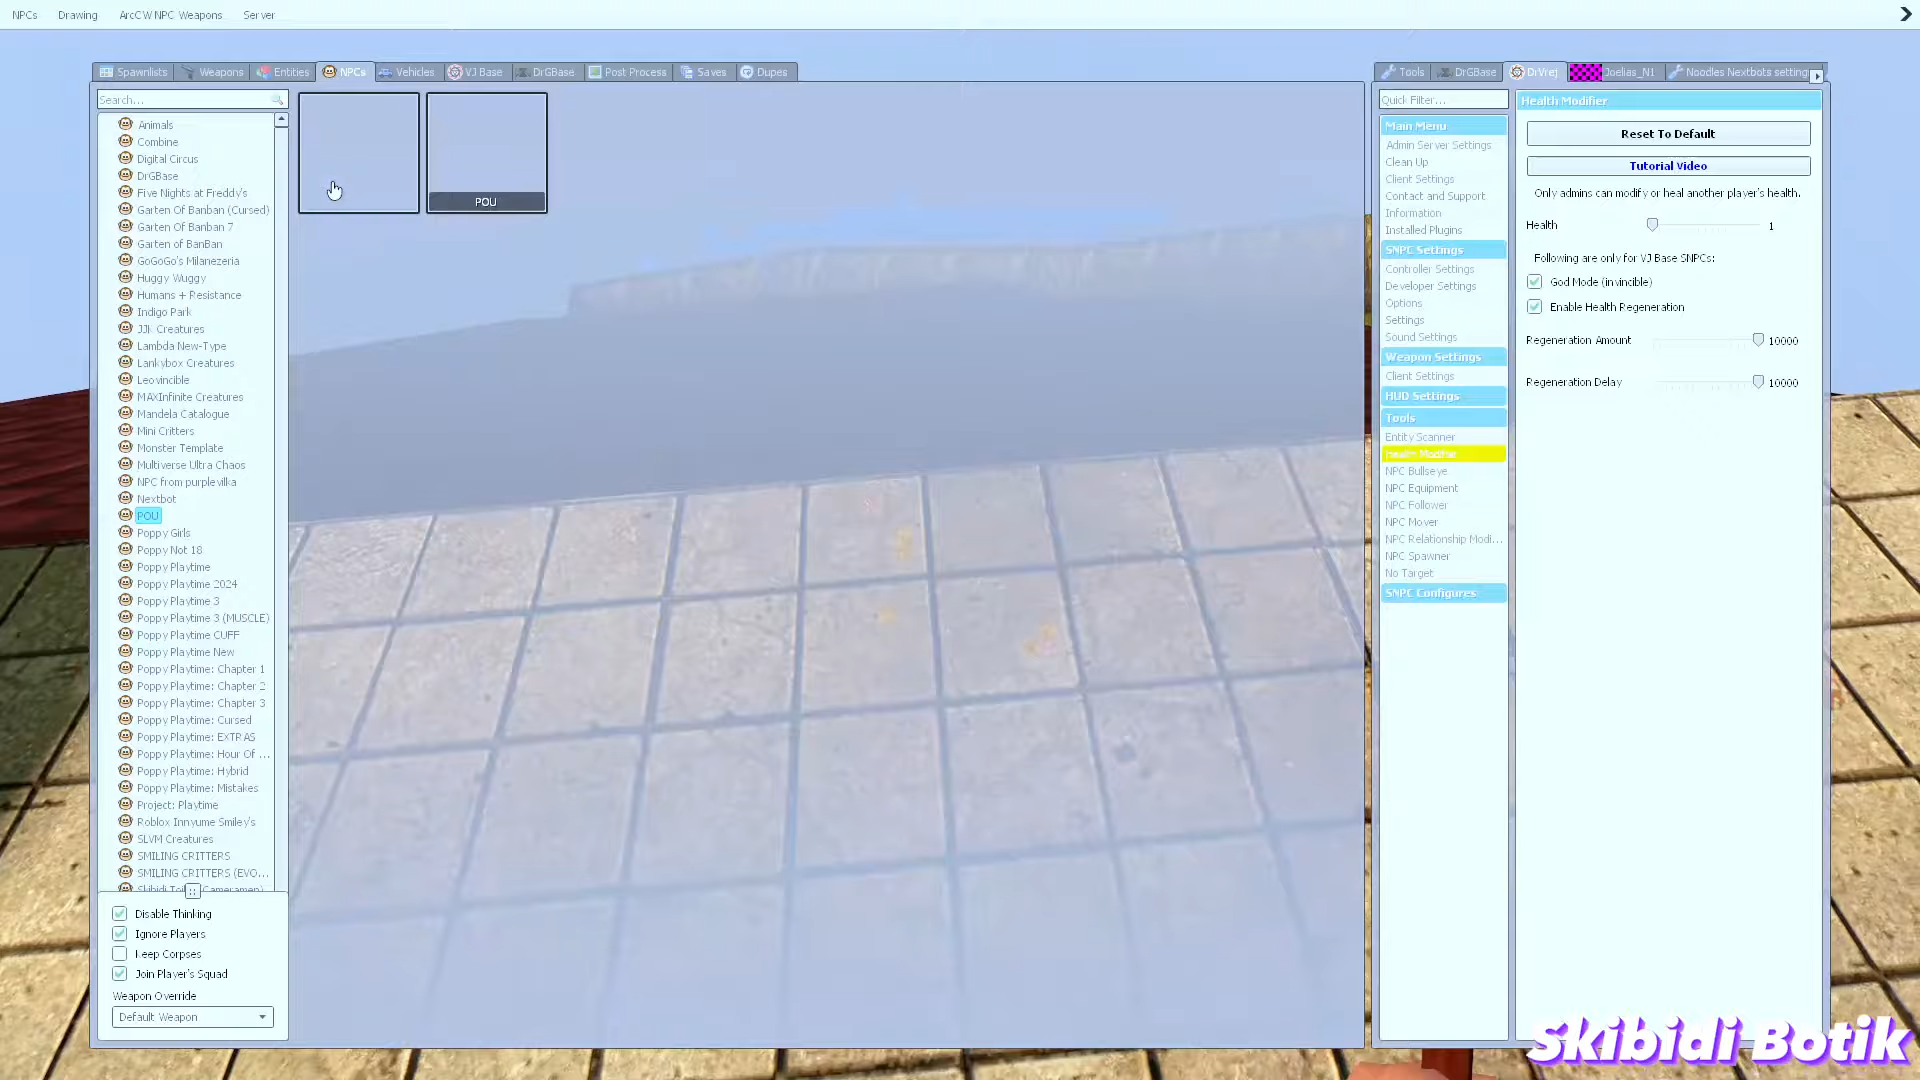 NPCs Drawing ArcCW NPC Weapons Server
Spawnlists Weapons Entities NPCs Vehicles VJ Base DrGBase Post Process Saves Dupes
Search...
Animals
Combine
Digital Circus
DrGBase
Five Nights at Freddy's
Garten Of Banban (Cursed)
Garten Of Banban 7
Garten of BanBan
GoGoGo's Milanezeria
Huggy Wuggy
Humans + Resistance
Indigo Park
JJK Creatures
Lambda New-Type
Lankybox Creatures
Leovincible
MAXInfinite Creatures
Mandela Catalogue
Mini Critters
Monster Template
Multiverse Ultra Chaos
NPC from purplevilka
Nextbot
POU
Poppy Girls
Poppy Not 18
Poppy Playtime
Poppy Playtime 2024
Poppy Playtime 3
Poppy Playtime 3 (MUSCLE)
Poppy Playtime CUFF
Poppy Playtime New
Poppy Playtime: Chapter 1
Poppy Playtime: Chapter 2
Poppy Playtime: Chapter 3
Poppy Playtime: Cursed
Poppy Playtime: EXTRAS
Poppy Playtime: Hour Of ...
Poppy Playtime: Hybrid
Poppy Playtime: Mistakes
Project: Playtime
Roblox Innyume Smiley's
SLVM Creatures
SMILING CRITTERS
SMILING CRITTERS (EVO...
Disable Thinking
Ignore Players
Keep Corpses
Join Player's Squad
Weapon Override
Default Weapon
POU
Tools DrGBase DrVrej Joelias_N1 Noodles Nextbots setting
Quick Filter...
Main Menu
Admin Server Settings
Clean Up
Client Settings
Contact and Support
Information
Installed Plugins
SNPC Settings
Controller Settings
Developer Settings
Options
Settings
Sound Settings
Weapon Settings
Client Settings
HUD Settings
Tools
Entity Scanner
Health Modifier
NPC Bullseye
NPC Equipment
NPC Follower
NPC Mover
NPC Relationship Modi...
NPC Spawner
No Target
SNPC Configures
Health Modifier
Reset To Default
Tutorial Video
Only admins can modify or heal another player's health.
Health 1
Following are only for VJ Base SNPCs:
God Mode (invincible)
Enable Health Regeneration
Regeneration Amount 10000
Regeneration Delay 10000
Skibidi Botik